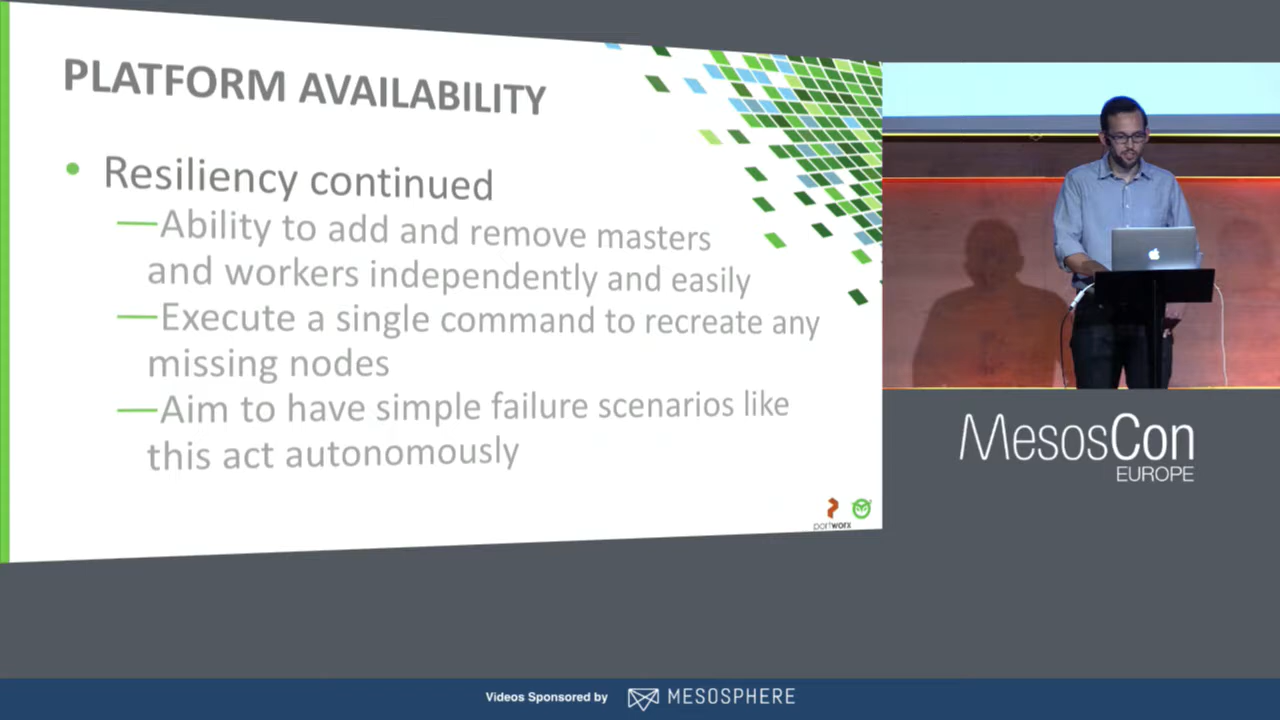 PLATFORM AVAILABILITY
• Resiliency continued
—Ability to add and remove masters
and workers independently and easily
—Execute a single command to recreate any
missing nodes
—Aim to have simple failure scenarios like
this act autonomously
portworx
MesosCon
EUROPE
Videos Sponsored by MESOSPHERE